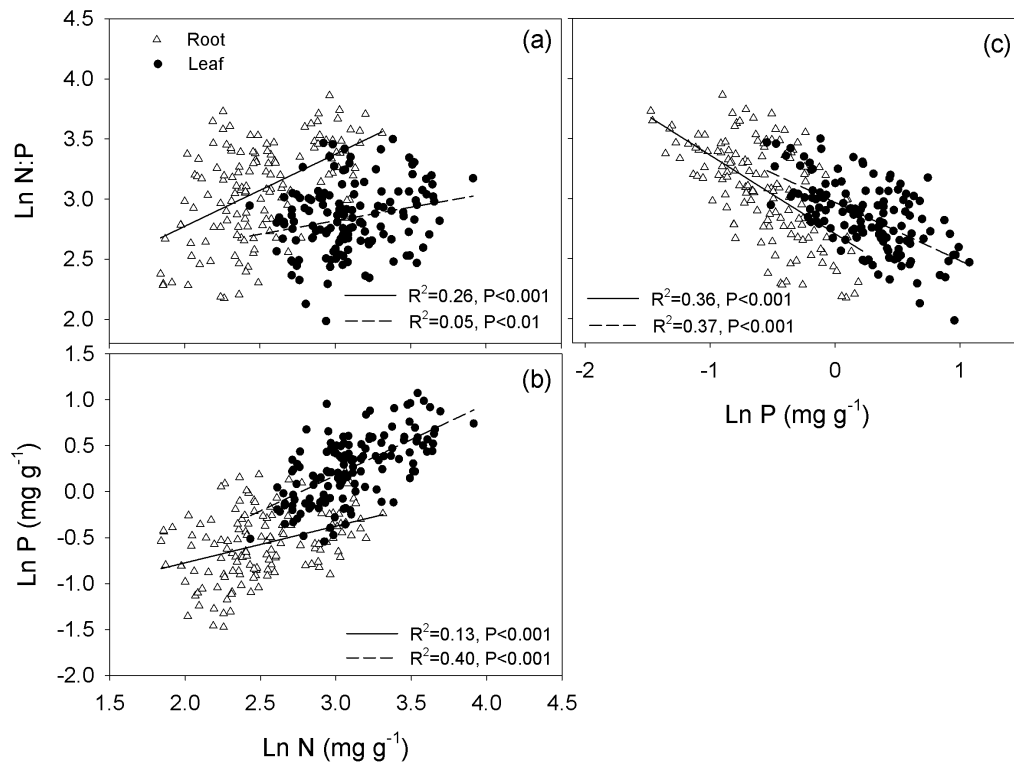 4.5
4.0
3.5
3.0
2.5
2.0
Ln N:P
Root
Leaf
(a)
R²=0.26, P<0.001
R²=0.05, P<0.01
(c)
R²=0.36, P<0.001
R²=0.37, P<0.001
-2 -1 0 1
Ln P (mg g⁻¹)
1.5
1.0
0.5
0.0
-0.5
-1.0
-1.5
-2.0
Ln P (mg g⁻¹)
(b)
R²=0.13, P<0.001
R²=0.40, P<0.001
1.5 2.0 2.5 3.0 3.5 4.0 4.5
Ln N (mg g⁻¹)